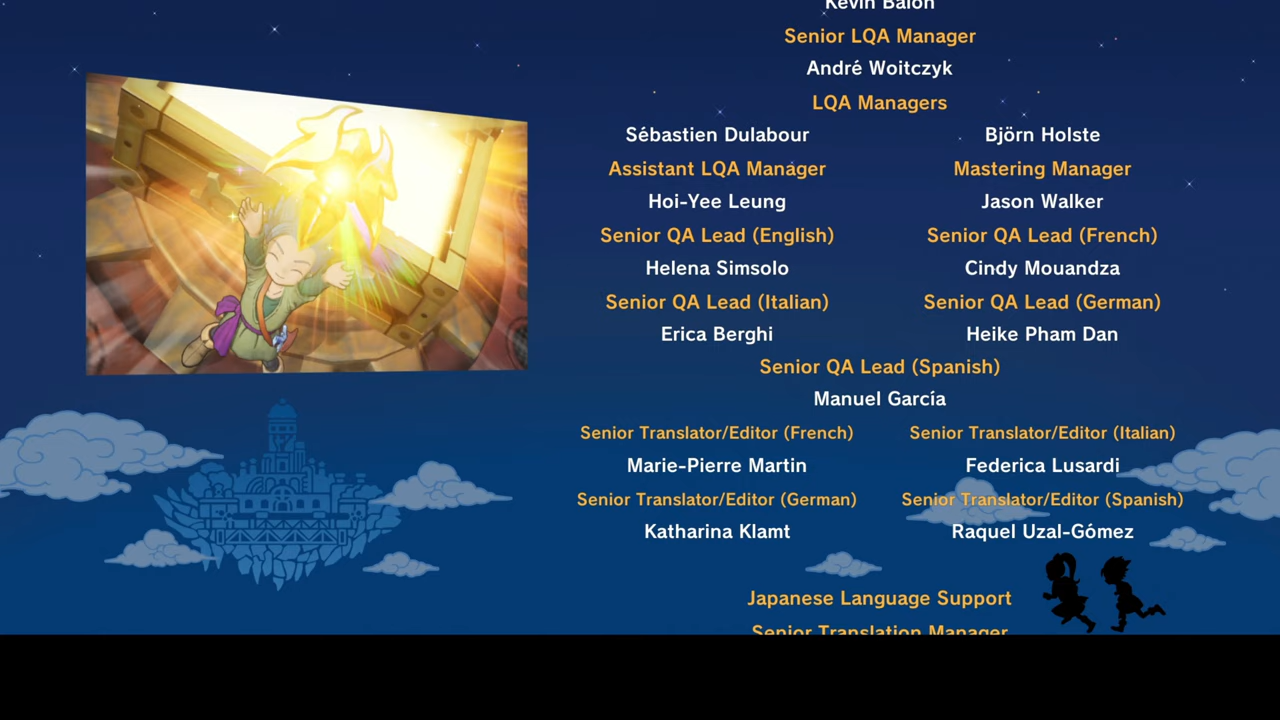 Kevin Balon
Senior LQA Manager
André Woitczyk
LQA Managers
Sébastien Dulabour Björn Holste
Assistant LQA Manager Mastering Manager
Hoi-Yee Leung Jason Walker
Senior QA Lead (English) Senior QA Lead (French)
Helena Simsolo Cindy Mouandza
Senior QA Lead (Italian) Senior QA Lead (German)
Erica Berghi Heike Pham Dan
Senior QA Lead (Spanish)
Manuel García
Senior Translator/Editor (French) Senior Translator/Editor (Italian)
Marie-Pierre Martin Federica Lusardi
Senior Translator/Editor (German) Senior Translator/Editor (Spanish)
Katharina Klamt Raquel Uzal-Gómez
Japanese Language Support
Senior Translation Manager